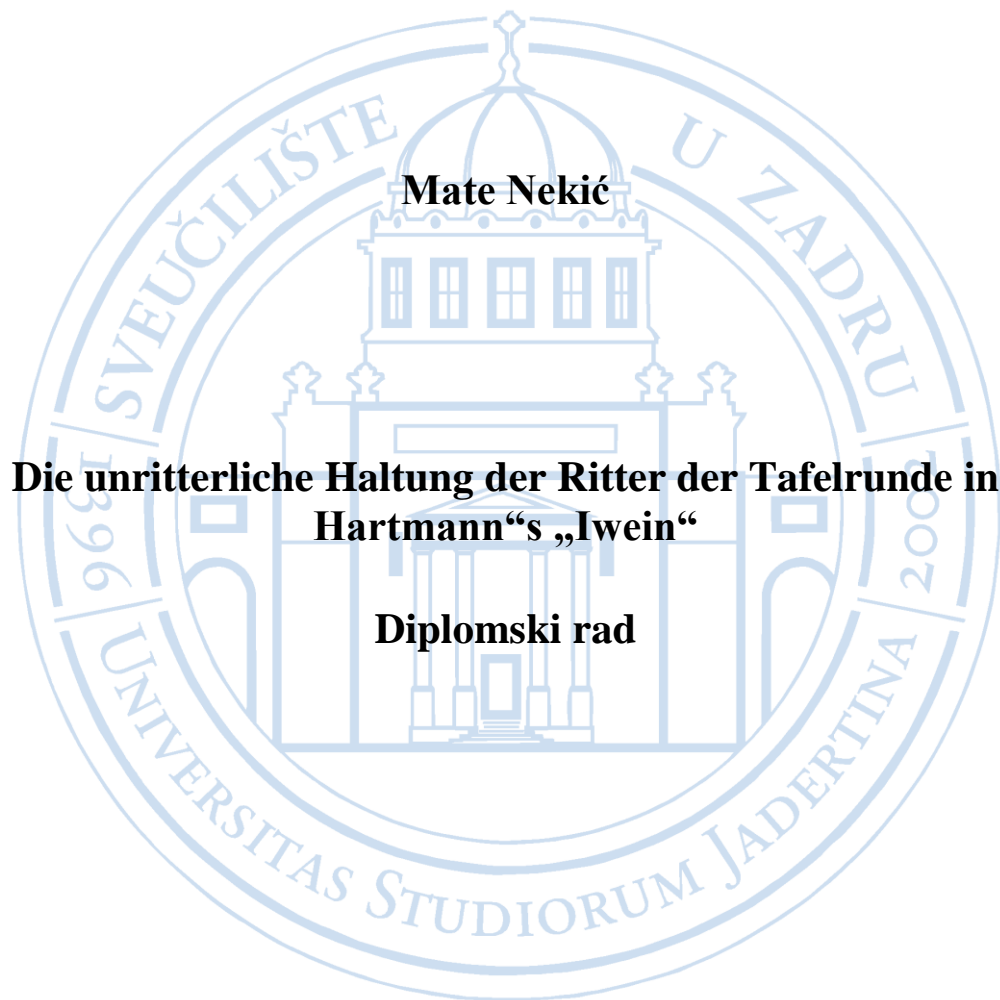 Mate Nekić
Die unritterliche Haltung der Ritter der Tafelrunde in
Hartmann“s „Iwein“
Diplomski rad
SVEUČILIŠTE U ZADRU
1396
2002
UNIVERSITAS STUDIORUM JADERTINA